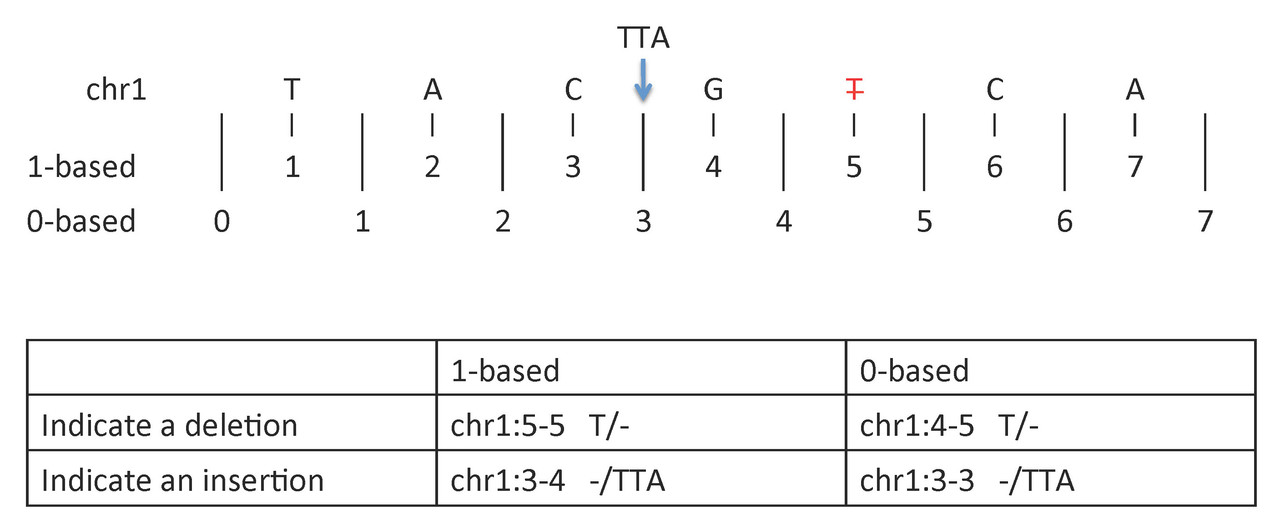 TTA
chr1 T A C G T C A
1-based 1 2 3 4 5 6 7
0-based 0 1 2 3 4 5 6 7
1-based 0-based
Indicate a deletion chr1:5-5 T/- chr1:4-5 T/-
Indicate an insertion chr1:3-4 -/TTA chr1:3-3 -/TTA